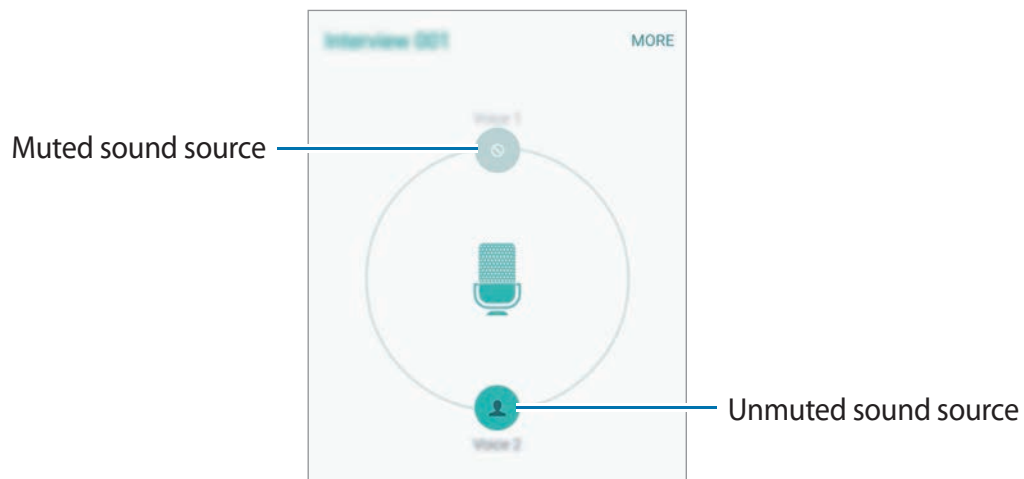 Interview 001
MORE
Voice 1
Muted sound source
Unmuted sound source
Voice 2